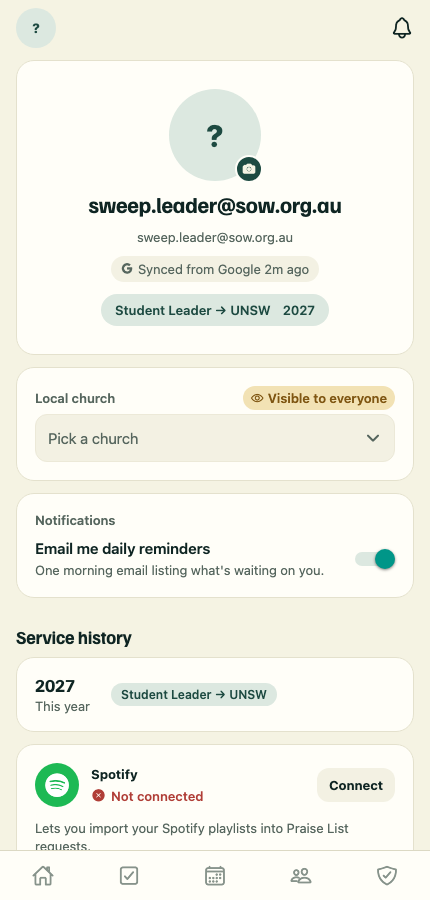 ?
?
sweep.leader@sow.org.au
sweep.leader@sow.org.au
G Synced from Google 2m ago
Student Leader → UNSW 2027
Local church
Visible to everyone
Pick a church
Notifications
Email me daily reminders
One morning email listing what's waiting on you.
Service history
2027
This year
Student Leader → UNSW
Spotify
Not connected
Connect
Lets you import your Spotify playlists into Praise List
requests.